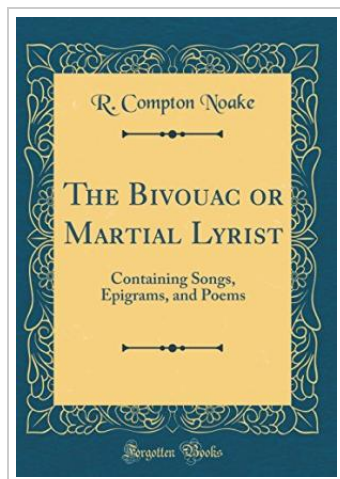 R. Compton Noake
The Bivouac or
Martial Lyrist
Containing Songs,
Epigrams, and Poems
Forgotten Books